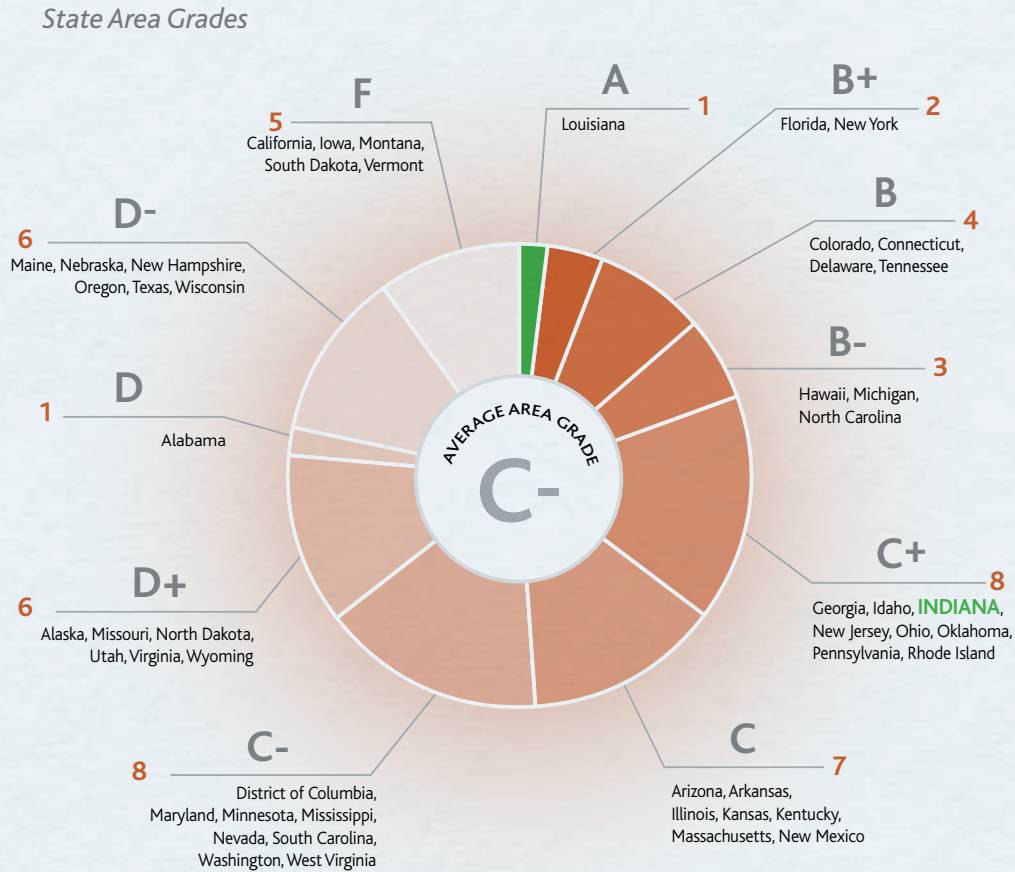 State Area Grades
A
1
Louisiana
B+
2
Florida, New York
B
4
Colorado, Connecticut,
Delaware, Tennessee
B-
3
Hawaii, Michigan,
North Carolina
C+
8
Georgia, Idaho, INDIANA,
New Jersey, Ohio, Oklahoma,
Pennsylvania, Rhode Island
C
7
Arizona, Arkansas,
Illinois, Kansas, Kentucky,
Massachusetts, New Mexico
C-
8
District of Columbia,
Maryland, Minnesota, Mississippi,
Nevada, South Carolina,
Washington, West Virginia
D+
6
Alaska, Missouri, North Dakota,
Utah, Virginia, Wyoming
D
1
Alabama
D-
6
Maine, Nebraska, New Hampshire,
Oregon, Texas, Wisconsin
F
5
California, Iowa, Montana,
South Dakota, Vermont
AVERAGE AREA GRADE
C-